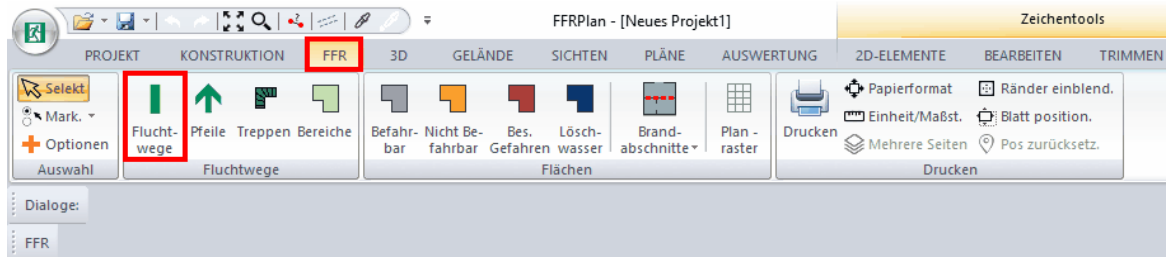 FFRPlan - [Neues Projekt1]
Zeichentools
PROJEKT KONSTRUKTION FFR 3D GELÄNDE SICHTEN PLÄNE AUSWERTUNG 2D-ELEMENTE BEARBEITEN TRIMMEN
Selekt
Mark.
Optionen
Auswahl
Flucht-
wege
Pfeile
Treppen
Bereiche
Fluchtwege
Befahr-
bar
Nicht Be-
fahrbar
Bes.
Gefahren
Lösch-
wasser
Brand-
abschnitte
Plan -
raster
Flächen
Drucken
Papierformat
Einheit/Maßst.
Mehrere Seiten
Ränder einblend.
Blatt position.
Pos zurücksetz.
Drucken
Dialoge:
FFR